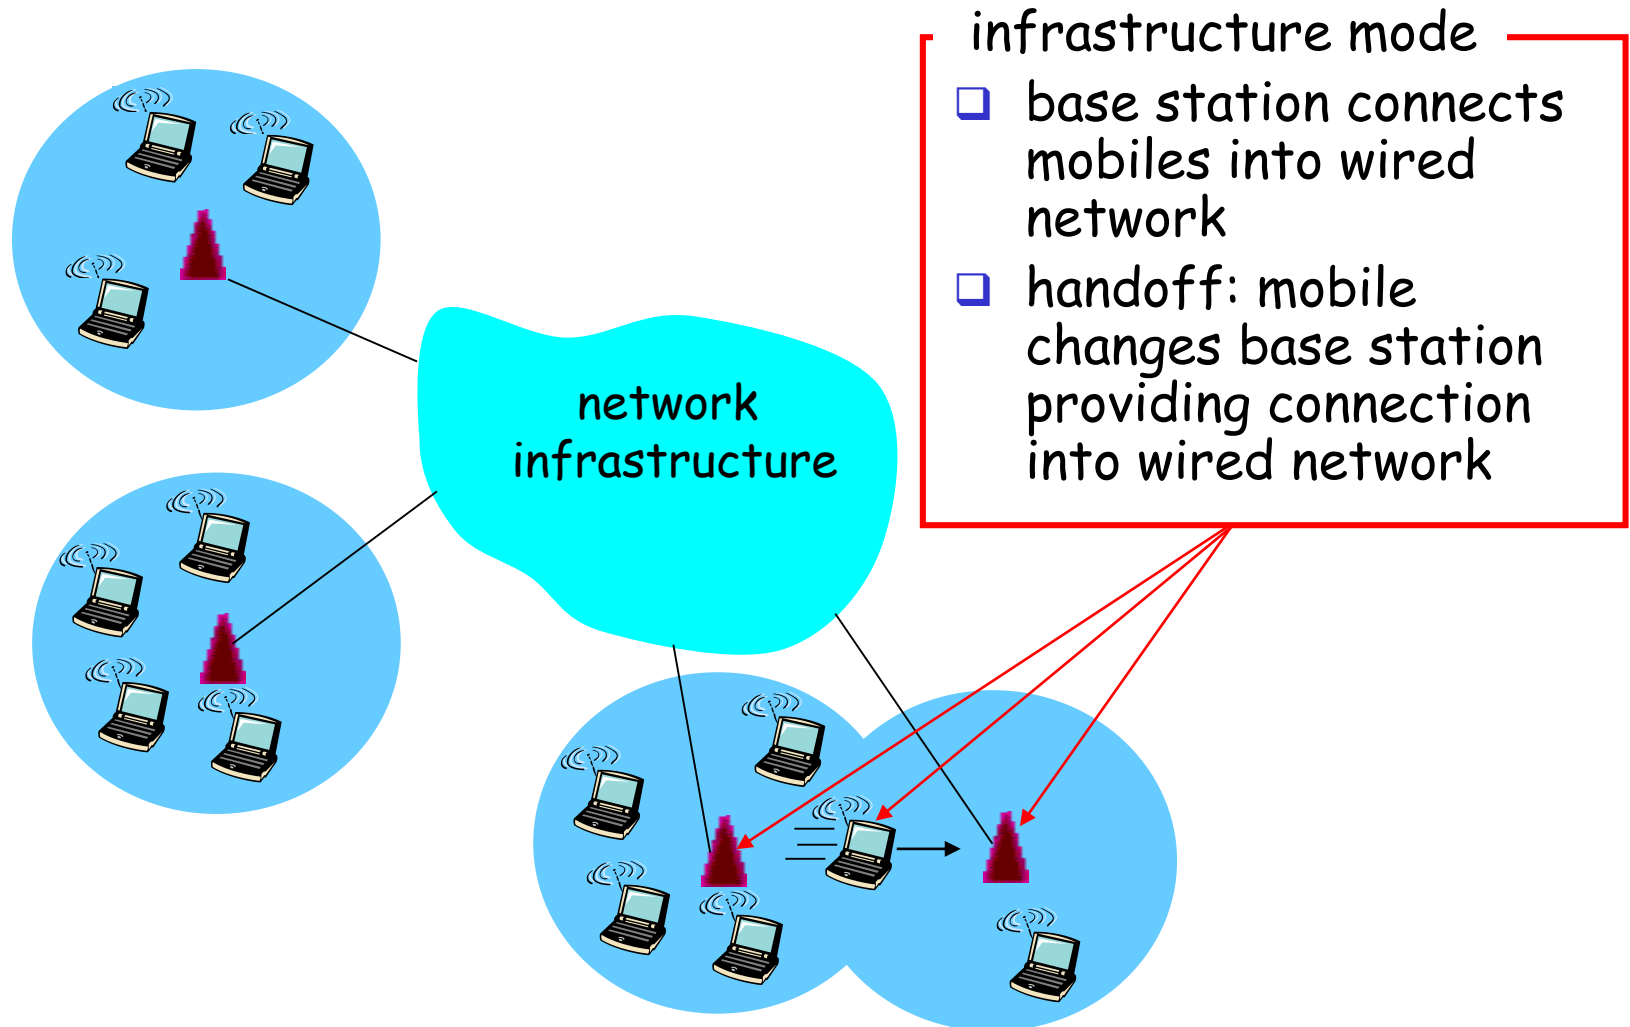 infrastructure mode
base station connects
mobiles into wired
network
handoff: mobile
changes base station
providing connection
into wired network
network
infrastructure